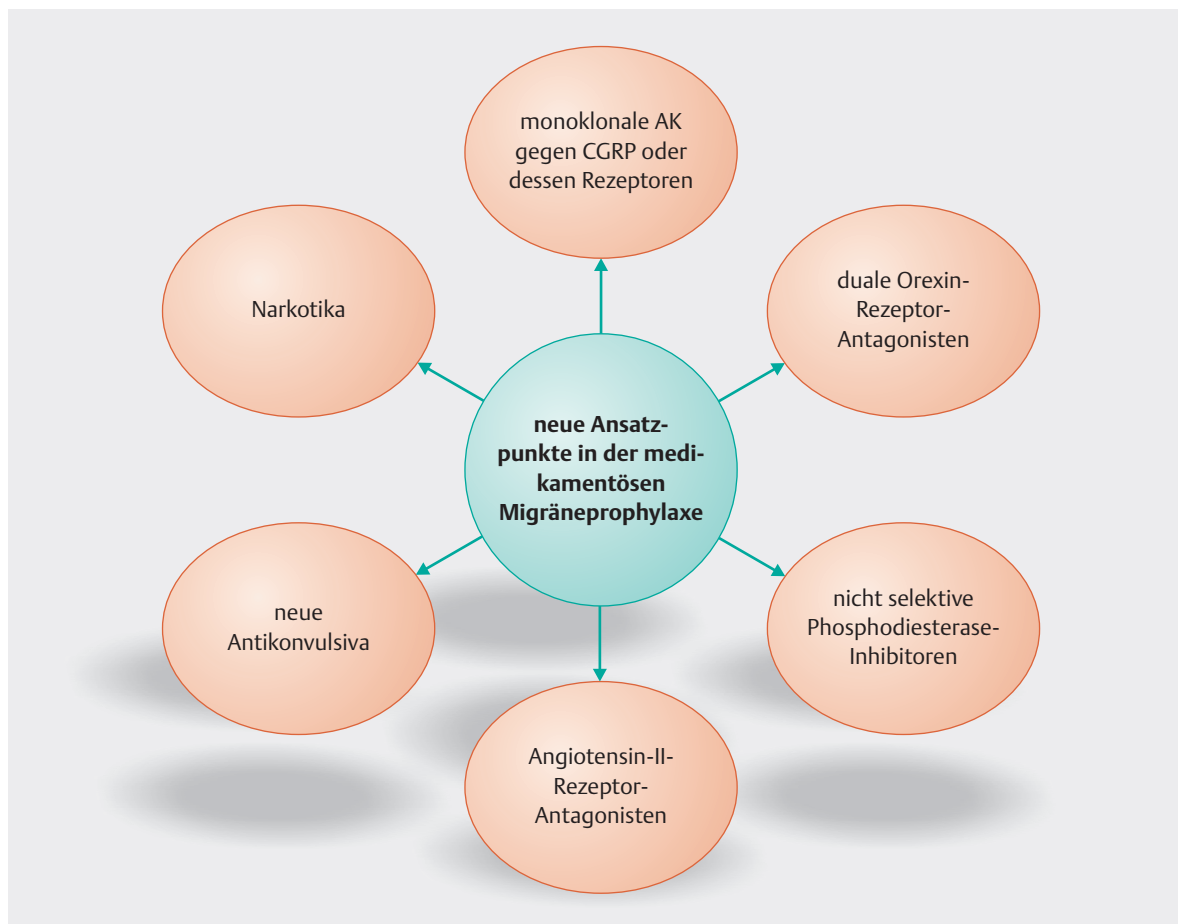 monoklonale AK
gegen CGRP oder
dessen Rezeptoren
Narkotika
duale Orexin-
Rezeptor-
Antagonisten
neue Ansatz-
punkte in der medi-
kamentösen
Migräneprophylaxe
neue
Antikonvulsiva
nicht selektive
Phosphodiesterase-
Inhibitoren
Angiotensin-II-
Rezeptor-
Antagonisten